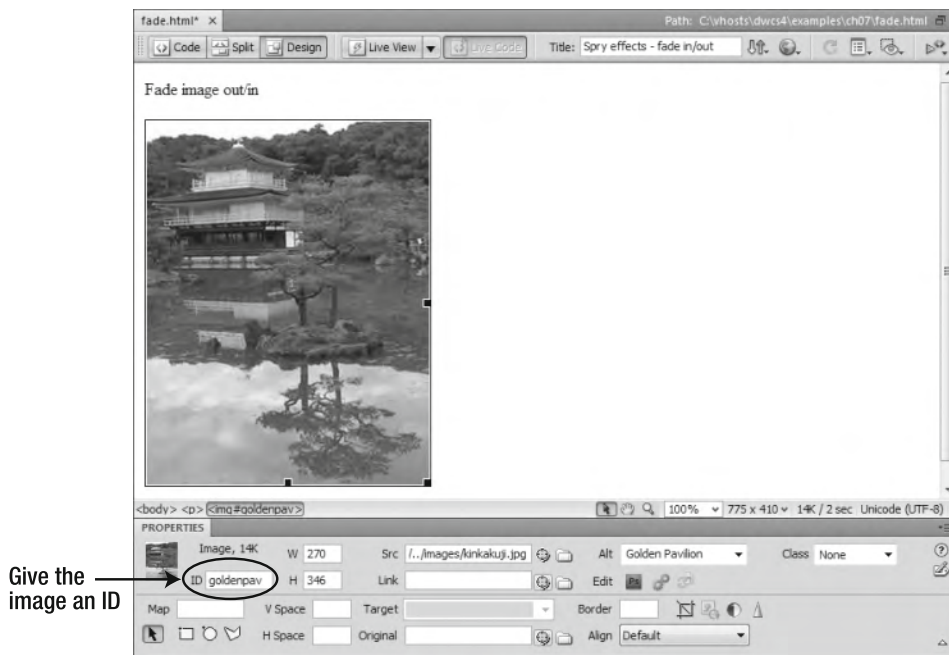 fade.html* × Path: C:\vhosts\dwcs4\examples\ch07\fade.html
Code Split Design Live View Live Code Title: Spry effects - fade in/out
Fade image out/in
<body> <p> <img#goldenpav> 100% 775 x 410 14K / 2 sec Unicode (UTF-8)
PROPERTIES
Image, 14K W 270 Src /../images/kinkakuji.jpg Alt Golden Pavilion Class None
ID goldenpav H 346 Link Edit Ps
Give the
image an ID
Map V Space Target Border
H Space Original Align Default